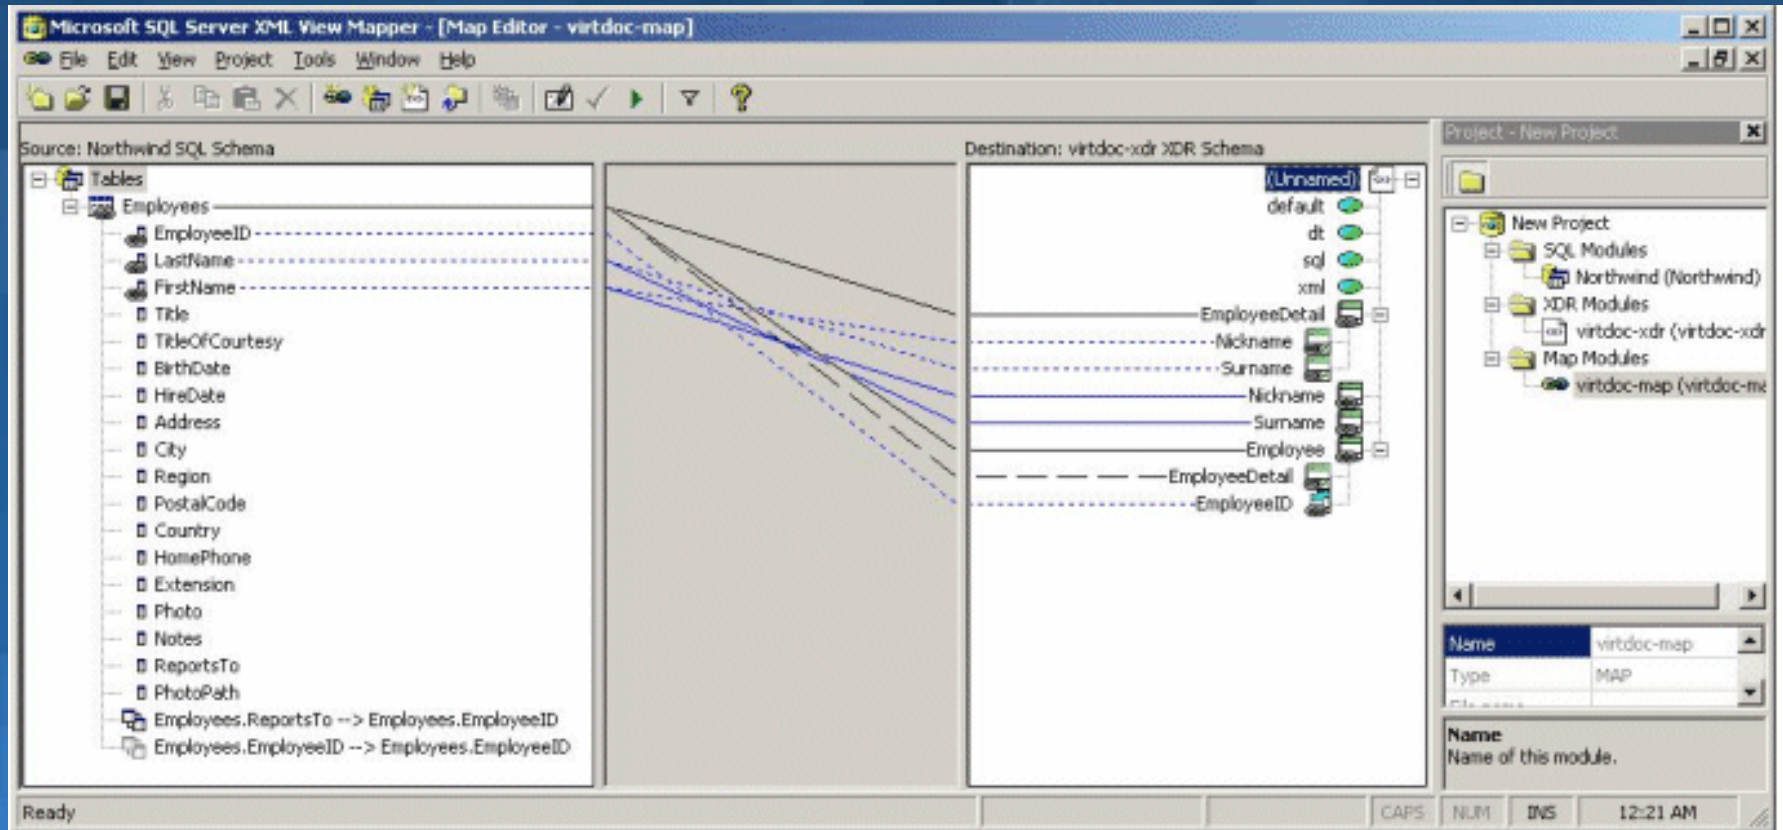 Microsoft SQL Server XML View Mapper - [Map Editor - virtdoc-map]
File Edit View Project Tools Window Help
Source: Northwind SQL Schema
Tables
Employees
EmployeeID
LastName
FirstName
Title
TitleOfCourtesy
BirthDate
HireDate
Address
City
Region
PostalCode
Country
HomePhone
Extension
Photo
Notes
ReportsTo
PhotoPath
Employees.ReportsTo --> Employees.EmployeeID
Employees.EmployeeID --> Employees.EmployeeID
Destination: virtdoc-xdr XDR Schema
(Unnamed)
default
dt
sql
xml
EmployeeDetail
Nickname
Surname
Nickname
Surname
Employee
EmployeeDetail
EmployeeID
Project - New Project
New Project
SQL Modules
Northwind (Northwind)
XDR Modules
virtdoc-xdr (virtdoc-xdr
Map Modules
virtdoc-map (virtdoc-ma
Name virtdoc-map
Type MAP
Name
Name of this module.
Ready
CAPS NUM INS 12:21 AM